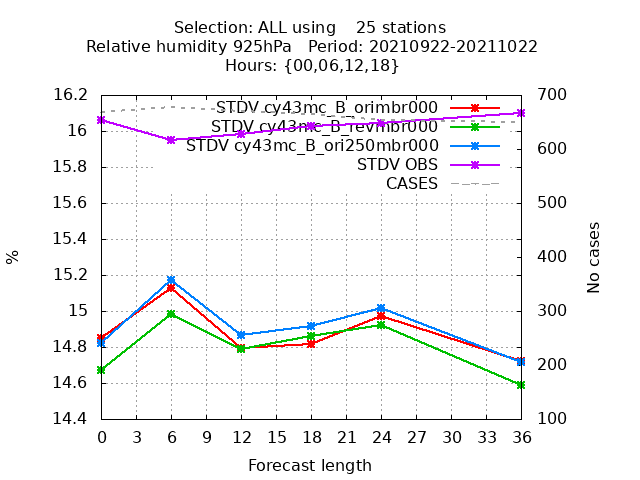 Selection: ALL using    25 stations
Relative humidity 925hPa   Period: 20210922-20211022
Hours: {00,06,12,18}
16.2
16
15.8
15.6
15.4
15.2
15
14.8
14.6
14.4
%
700
600
500
400
300
200
100
No cases
STDV cy43mc_B_orimbr000
STDV cy43mc_B_revmbr000
STDV cy43mc_B_ori250mbr000
STDV OBS
CASES
0 3 6 9 12 15 18 21 24 27 30 33 36
Forecast length